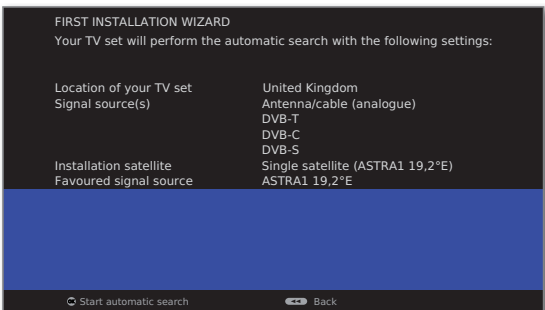 FIRST INSTALLATION WIZARD
Your TV set will perform the automatic search with the following settings:
Location of your TV set United Kingdom
Signal source(s) Antenna/cable (analogue)
DVB-T
DVB-C
DVB-S
Installation satellite Single satellite (ASTRA1 19,2°E)
Favoured signal source ASTRA1 19,2°E
OK Start automatic search Back